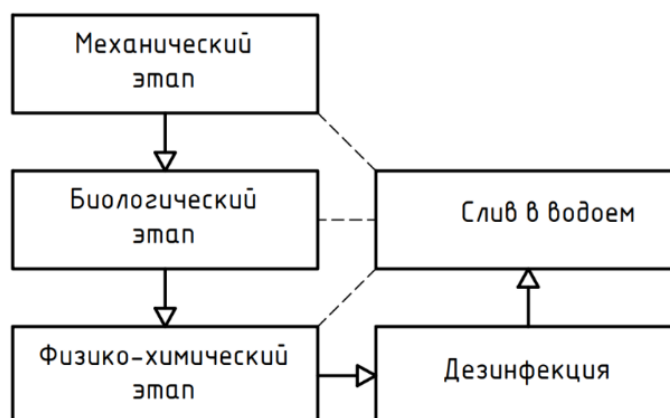 Механический
этап
Биологический
этап
Слив в водоем
Физико-химический
этап
Дезинфекция